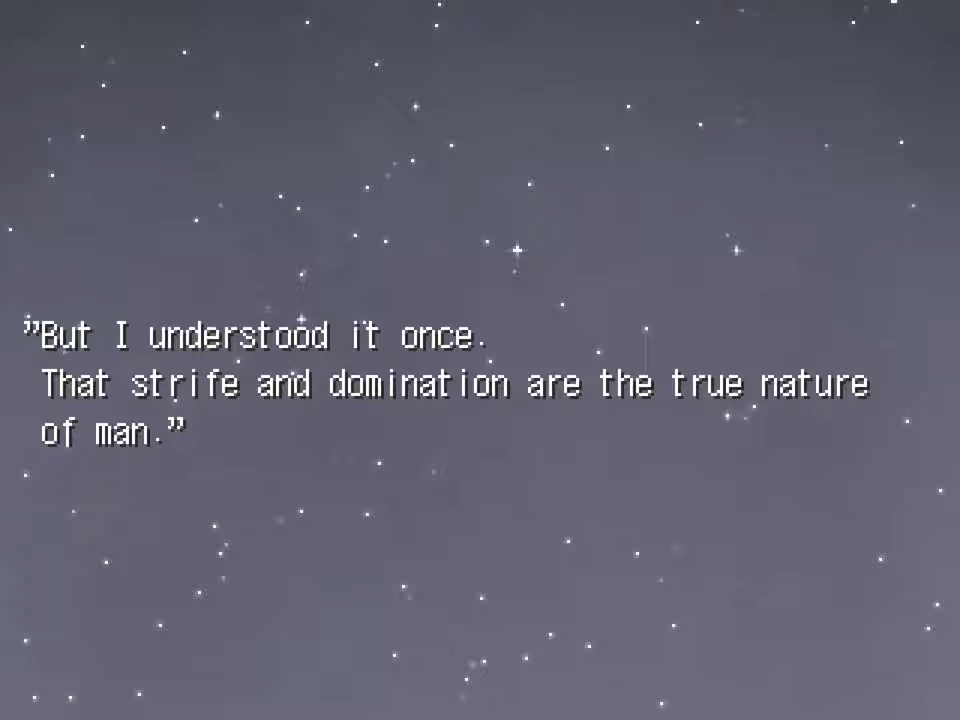 ”But I understood it once.
That strife and domination are the true nature
of man.”